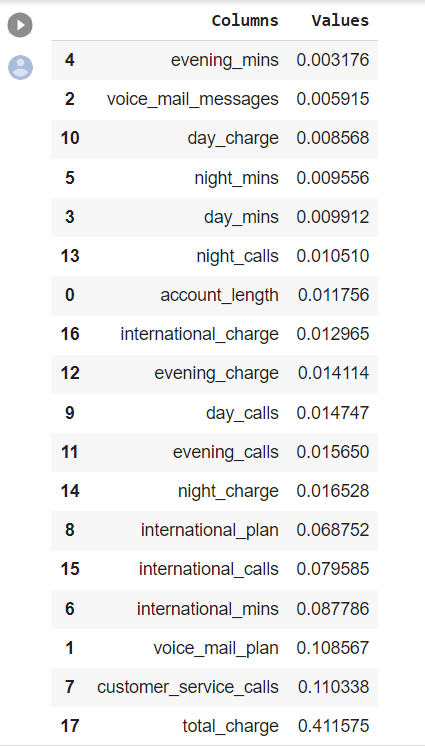 Columns Values
4 evening_mins 0.003176
2 voice_mail_messages 0.005915
10 day_charge 0.008568
5 night_mins 0.009556
3 day_mins 0.009912
13 night_calls 0.010510
0 account_length 0.011756
16 international_charge 0.012965
12 evening_charge 0.014114
9 day_calls 0.014747
11 evening_calls 0.015650
14 night_charge 0.016528
8 international_plan 0.068752
15 international_calls 0.079585
6 international_mins 0.087786
1 voice_mail_plan 0.108567
7 customer_service_calls 0.110338
17 total_charge 0.411575